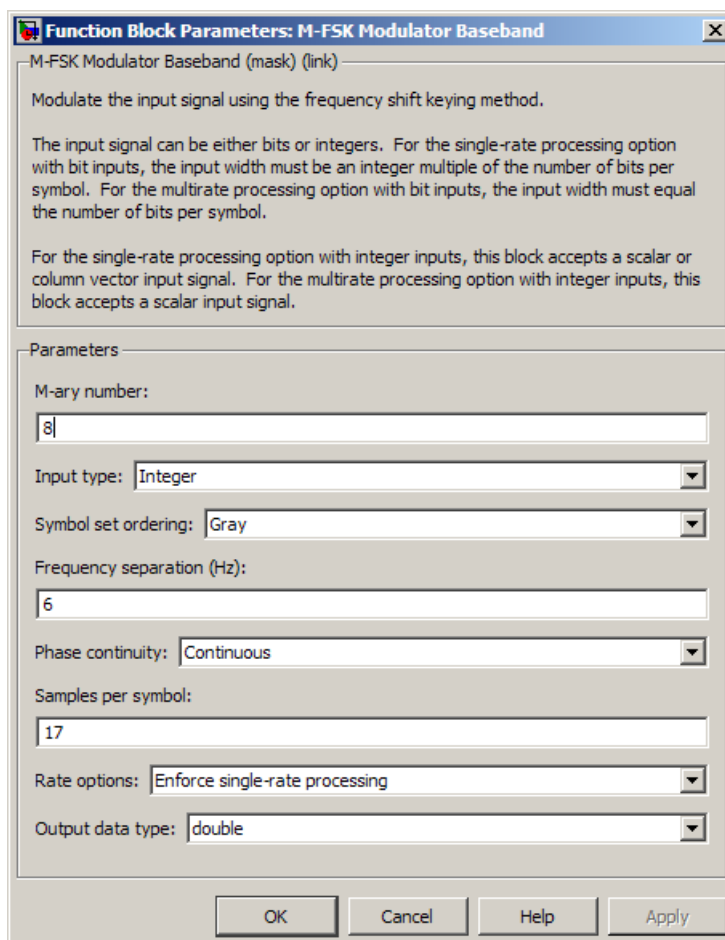 Function Block Parameters: M-FSK Modulator Baseband
M-FSK Modulator Baseband (mask) (link)
Modulate the input signal using the frequency shift keying method.
The input signal can be either bits or integers. For the single-rate processing option
with bit inputs, the input width must be an integer multiple of the number of bits per
symbol. For the multirate processing option with bit inputs, the input width must equal
the number of bits per symbol.
For the single-rate processing option with integer inputs, this block accepts a scalar or
column vector input signal. For the multirate processing option with integer inputs, this
block accepts a scalar input signal.
Parameters
M-ary number:
8
Input type: Integer
Symbol set ordering: Gray
Frequency separation (Hz):
6
Phase continuity: Continuous
Samples per symbol:
17
Rate options: Enforce single-rate processing
Output data type: double
OK Cancel Help Apply